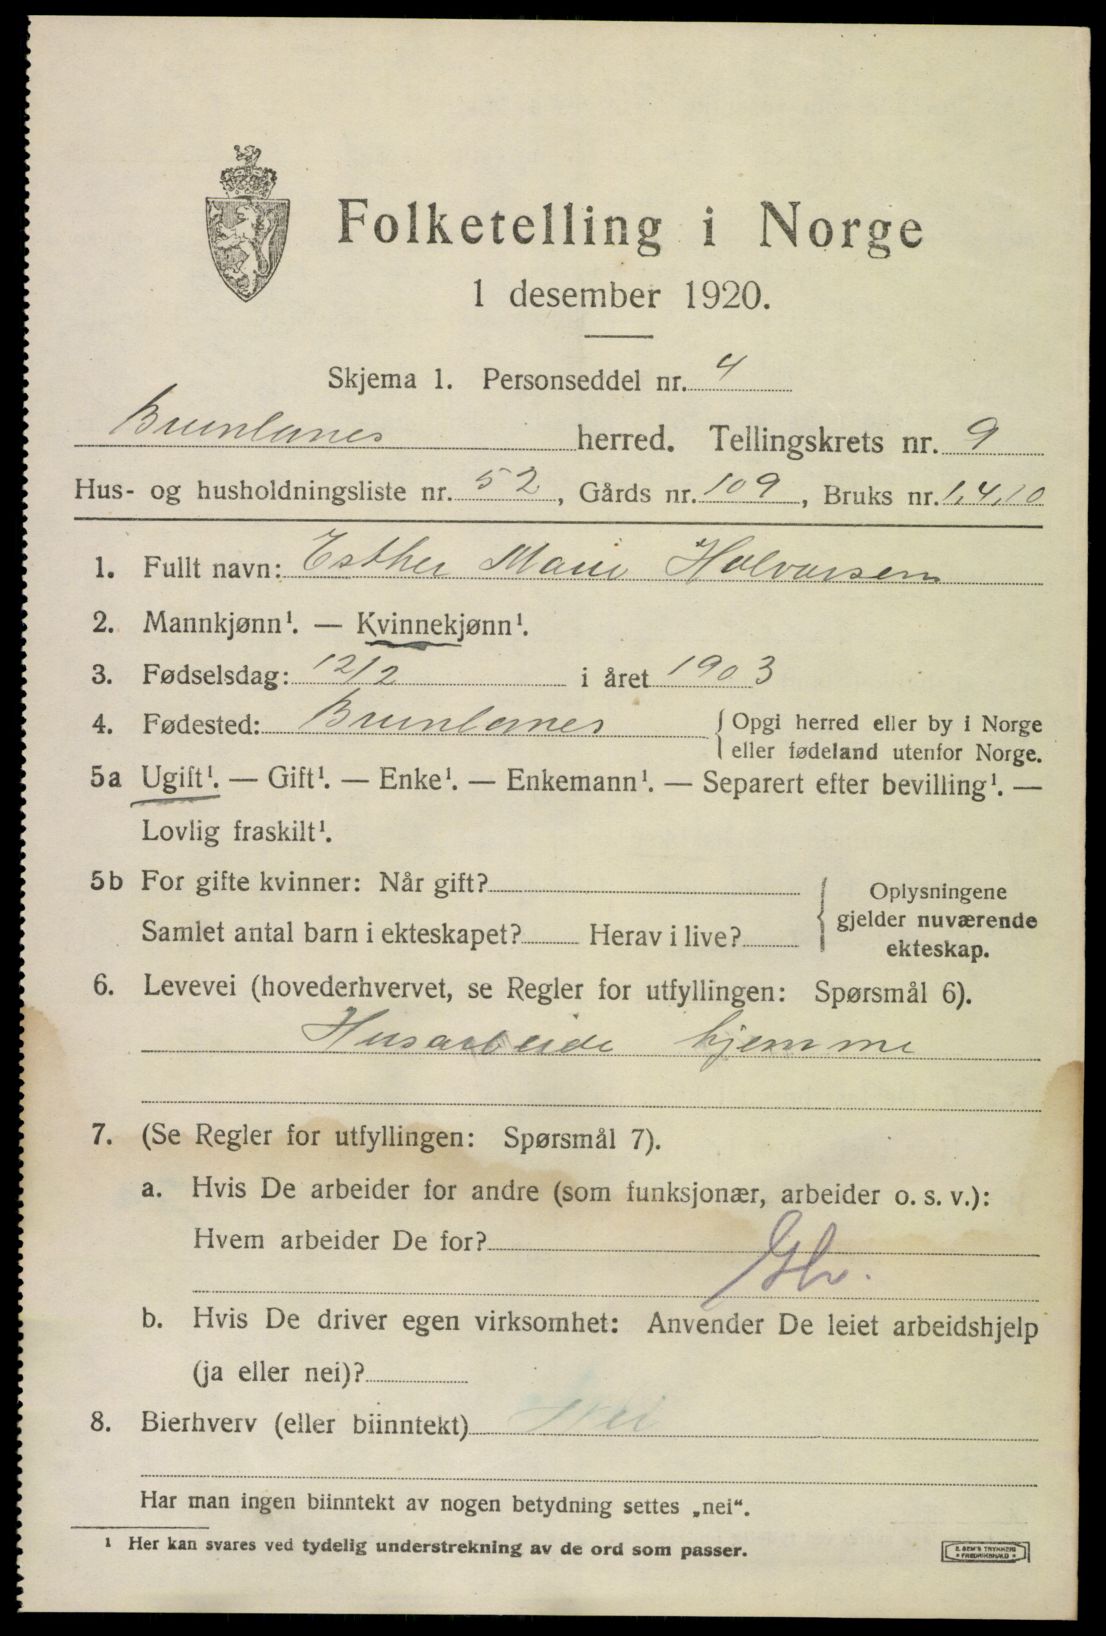 Folketelling i Norge
1 desember 1920.
Skjema 1. Personseddel nr. 4
Brunlanes herred. Tellingskrets nr. 9
Hus- og husholdningsliste nr. 52, Gårds nr. 109, Bruks nr. 1,4,10
1. Fullt navn: Esther Marie Halvorsen
2. Mannkjønn¹. — Kvinnekjønn¹.
3. Fødselsdag: 12/2 i året 1903
4. Fødested: Brunlanes { Opgi herred eller by i Norge
eller fødeland utenfor Norge.
5a Ugift¹. — Gift¹. — Enke¹. — Enkemann¹. — Separert efter bevilling¹. —
Lovlig fraskilt¹.
5b For gifte kvinner: Når gift?
Samlet antal barn i ekteskapet? Herav i live?
Oplysningene
gjelder nuværende
ekteskap.
6. Levevei (hovederhvervet, se Regler for utfyllingen: Spørsmål 6).
Husarbeide hjemme
7. (Se Regler for utfyllingen: Spørsmål 7).
a. Hvis De arbeider for andre (som funksjonær, arbeider o. s. v.):
Hvem arbeider De for?
b. Hvis De driver egen virksomhet: Anvender De leiet arbeidshjelp
(ja eller nei)?
8. Bierhverv (eller biinntekt) Nei
Har man ingen biinntekt av nogen betydning settes „nei“.
¹ Her kan svares ved tydelig understrekning av de ord som passer.